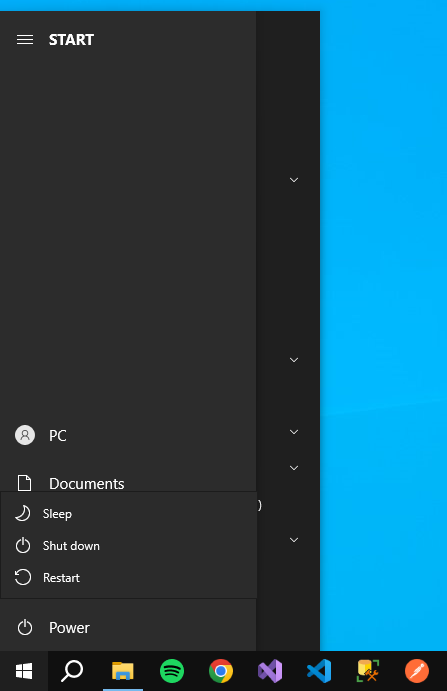 START
PC
Documents
)
Sleep
Shut down
Restart
Power